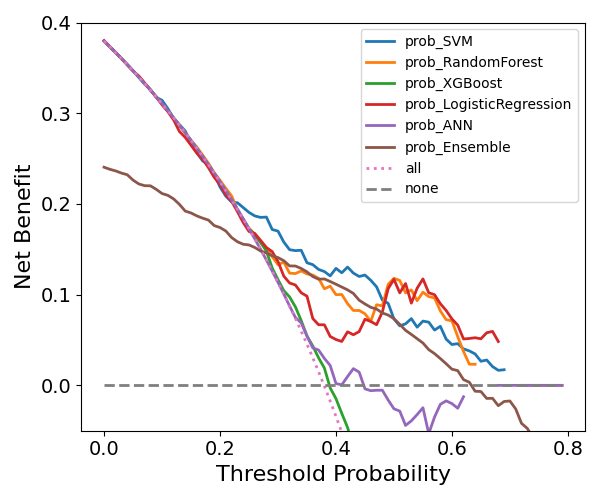 0.4
0.3
0.2
0.1
0.0
Net Benefit
prob_SVM
prob_RandomForest
prob_XGBoost
prob_LogisticRegression
prob_ANN
prob_Ensemble
all
none
0.0 0.2 0.4 0.6 0.8
Threshold Probability